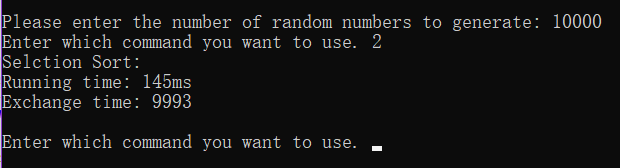 Please enter the number of random numbers to generate: 10000
Enter which command you want to use. 2
Selction Sort:
Running time: 145ms
Exchange time: 9993
Enter which command you want to use.